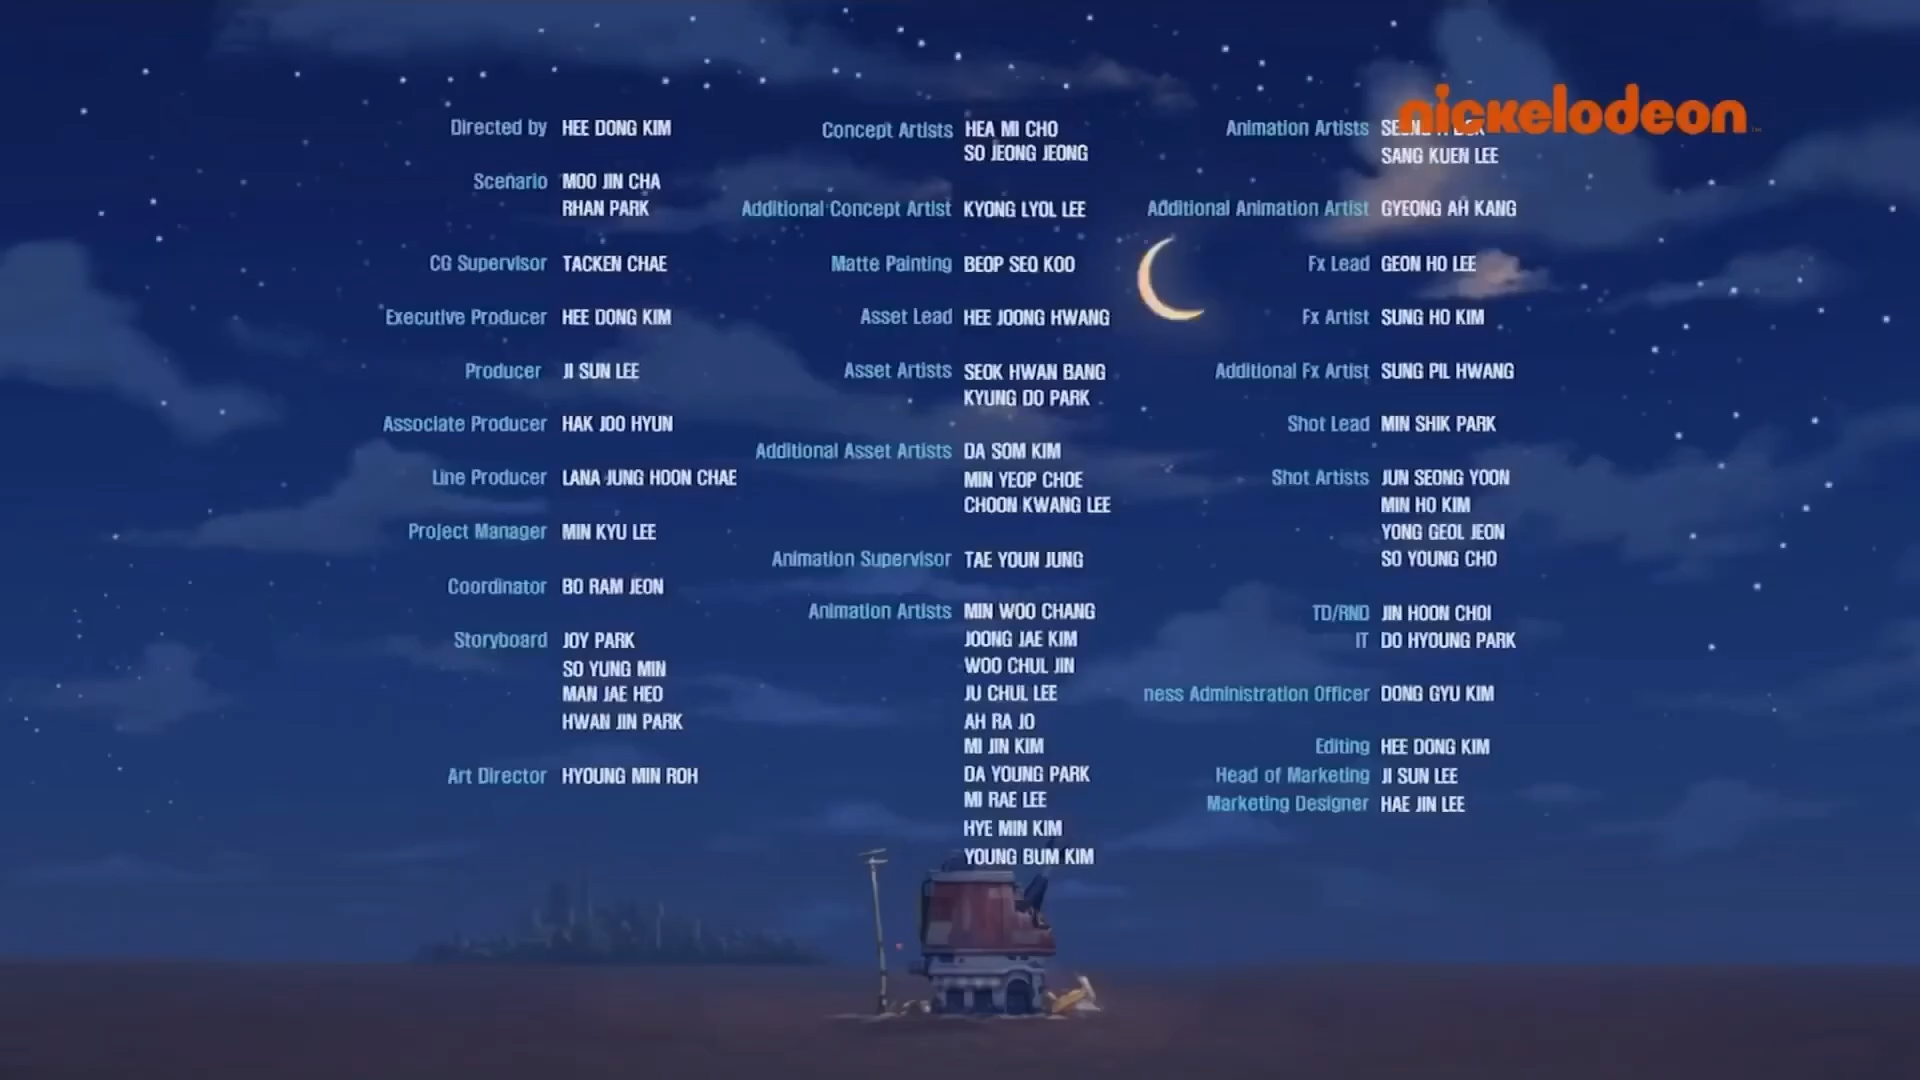 Directed by HEE DONG KIM
Scenario MOO JIN CHA
RHAN PARK
CG Supervisor TACKEN CHAE
Executive Producer HEE DONG KIM
Producer JI SUN LEE
Associate Producer HAK JOO HYUN
Line Producer LANA JUNG HOON CHAE
Project Manager MIN KYU LEE
Coordinator BO RAM JEON
Storyboard JOY PARK
SO YUNG MIN
MAN JAE HEO
HWAN JIN PARK
Art Director HYOUNG MIN ROH
Concept Artists HEA MI CHO
SO JEONG JEONG
Additional Concept Artist KYONG LYOL LEE
Matte Painting BEOP SEO KOO
Asset Lead HEE JOONG HWANG
Asset Artists SEOK HWAN BANG
KYUNG DO PARK
Additional Asset Artists DA SOM KIM
MIN YEOP CHOE
CHOON KWANG LEE
Animation Supervisor TAE YOUN JUNG
Animation Artists MIN WOO CHANG
JOONG JAE KIM
WOO CHUL JIN
JU CHUL LEE
AH RA JO
MI JIN KIM
DA YOUNG PARK
MI RAE LEE
HYE MIN KIM
YOUNG BUM KIM
nickelodeon
Animation Artists
SANG KUEN LEE
Additional Animation Artist GYEONG AH KANG
Fx Lead GEON HO LEE
Fx Artist SUNG HO KIM
Additional Fx Artist SUNG PIL HWANG
Shot Lead MIN SHIK PARK
Shot Artists JUN SEONG YOON
MIN HO KIM
YONG GEOL JEON
SO YOUNG CHO
TD/RND JIN HOON CHOI
IT DO HYOUNG PARK
ness Administration Officer DONG GYU KIM
Editing HEE DONG KIM
Head of Marketing JI SUN LEE
Marketing Designer HAE JIN LEE